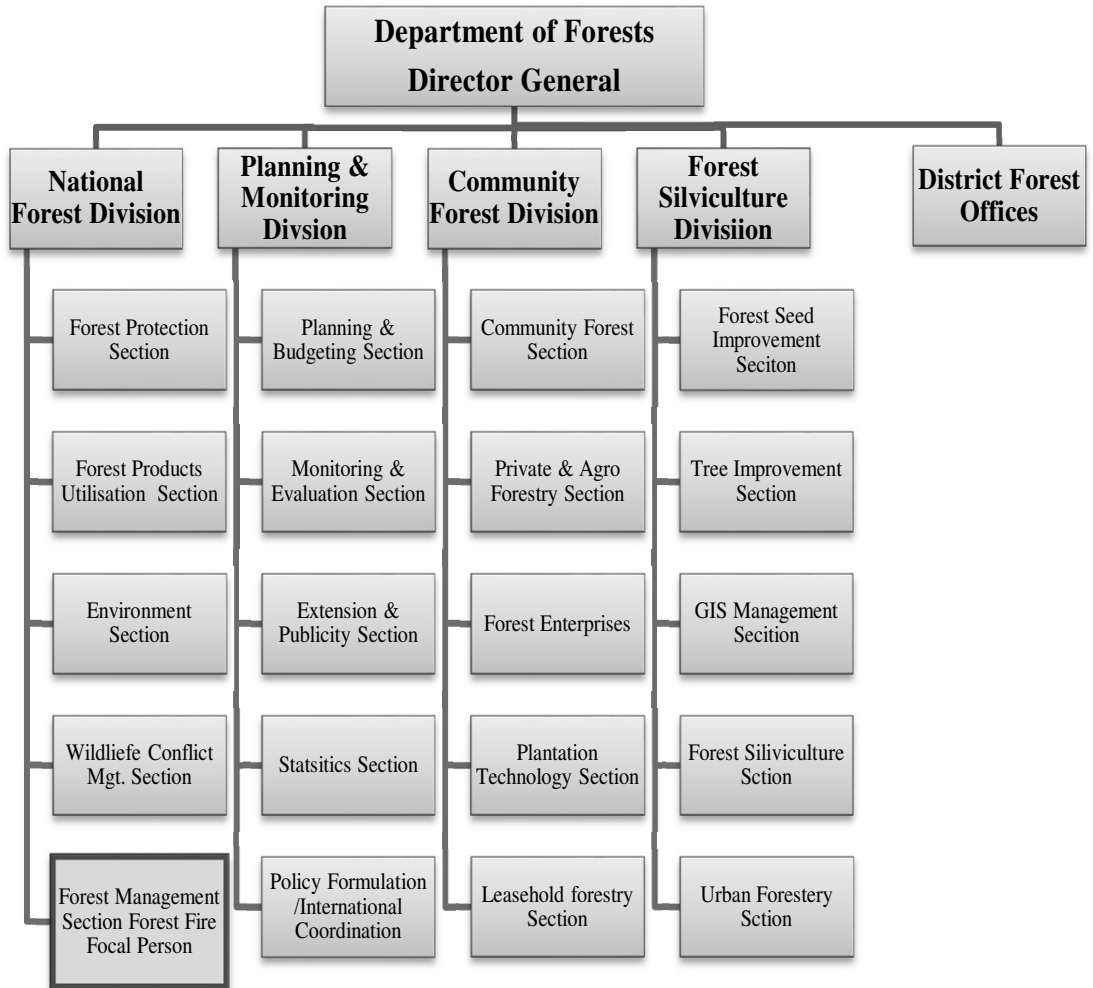 Department of Forests
Director General
National
Forest Division
Planning &
Monitoring
Divsion
Community
Forest Division
Forest
Silviculture
Divisiion
District Forest
Offices
Forest Protection
Section
Forest Products
Utilisation Section
Environment
Section
Wildliefe Conflict
Mgt. Section
Forest Management
Section Forest Fire
Focal Person
Planning &
Budgeting Section
Monitoring &
Evaluation Section
Extension &
Publicity Section
Statsitics Section
Policy Formulation
/International
Coordination
Community Forest
Section
Private & Agro
Forestry Section
Forest Enterprises
Plantation
Technology Section
Leasehold forestry
Section
Forest Seed
Improvement
Seciton
Tree Improvement
Section
GIS Management
Secition
Forest Siliviculture
Sction
Urban Forestery
Sction